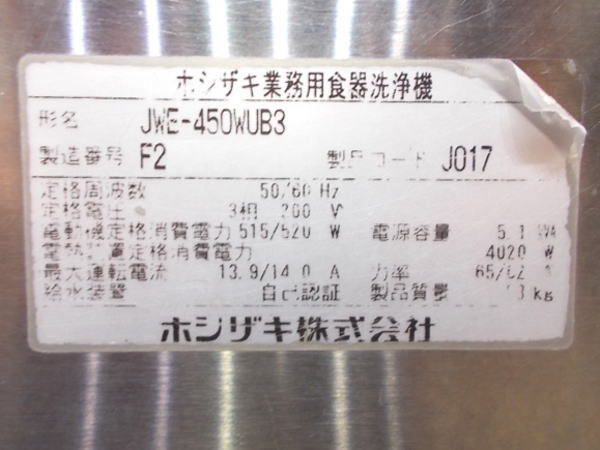 ホシザキ業務用食器洗浄機
形名 JWE-450WUB3
製造番号 F2 製品コード J017
定格周波数 50/60 Hz
定格電圧 3相 200 V
電動機定格消費電力 515/520 W 電源容量 5.1 kVA
電熱装置定格消費電力 4020 W
最大運転電流 13.9/14.0 A 力率
給水装置 自己認証 製品質量 kg
ホシザキ株式会社